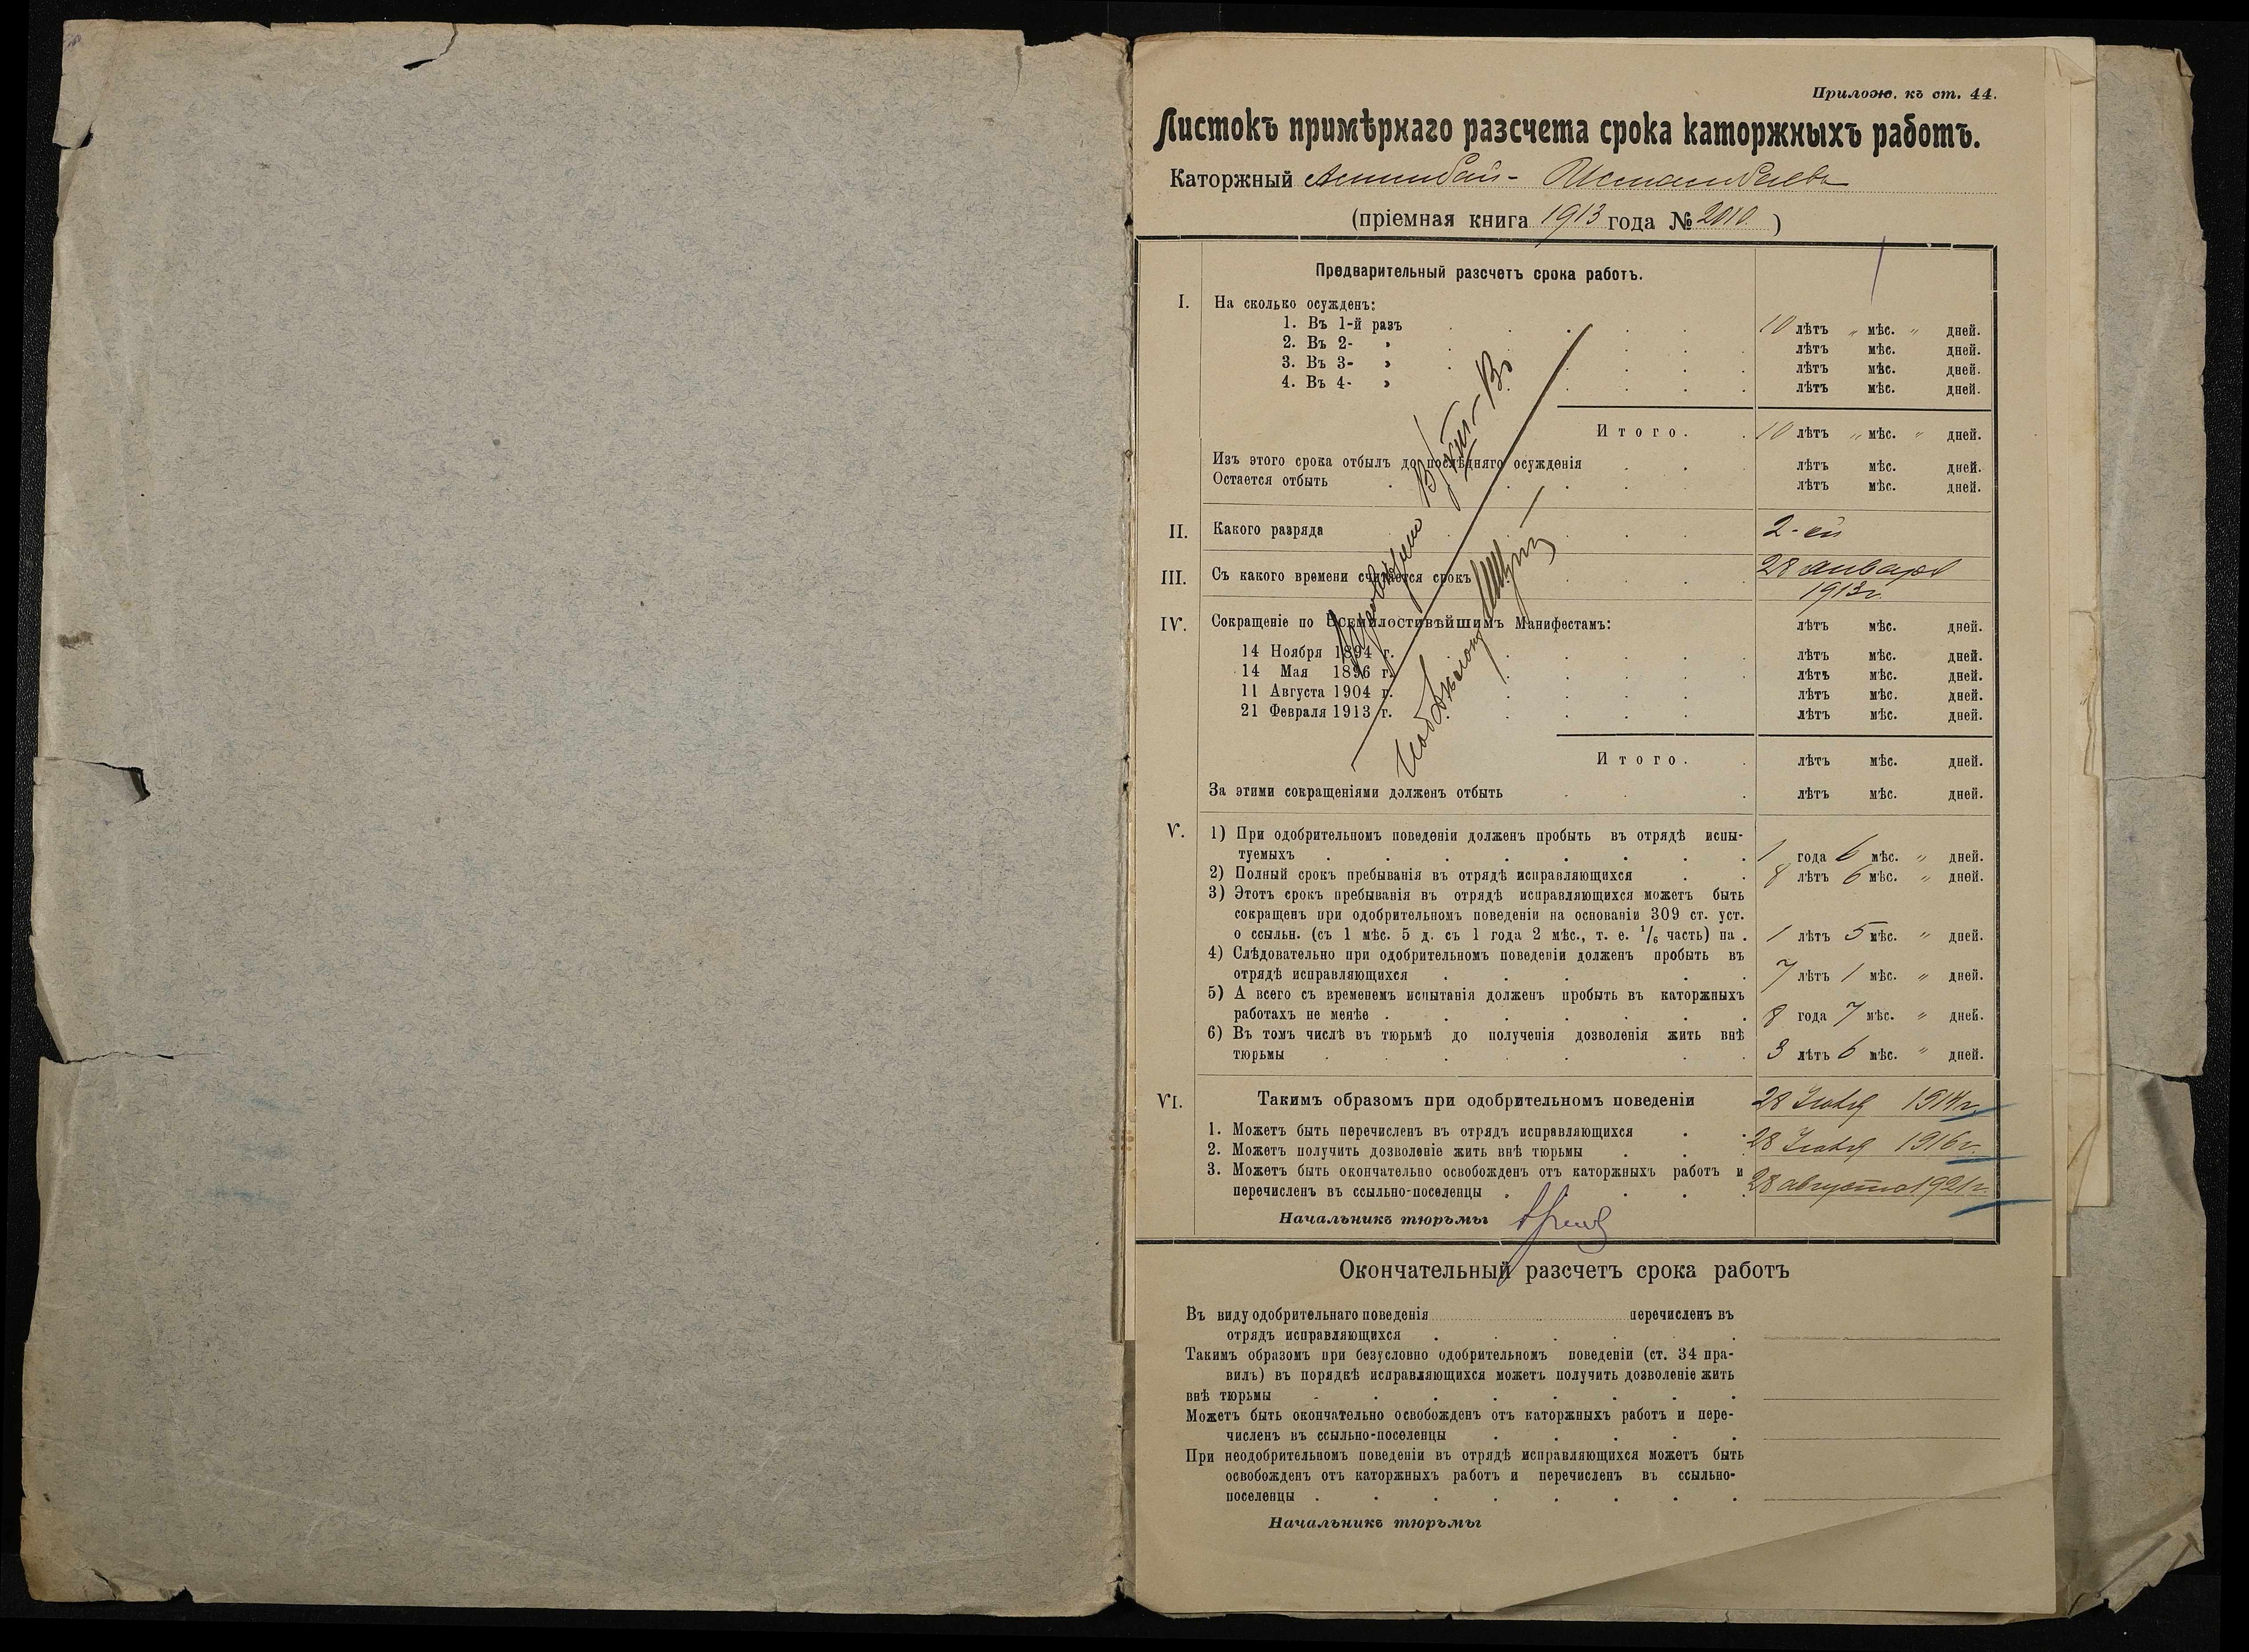 Прилож. къ ст. 44.
Листокъ примѣрнаго разсчета срока каторжныхъ работъ.
Каторжный
(пріемная книга 1913 года № 2010 )
Предварительный разсчетъ срока работъ.
I. На сколько осужденъ:
1. Въ 1-й разъ 10 лѣтъ „ мѣс. „ дней.
2. Въ 2- » лѣтъ мѣс. дней.
3. Въ 3- » лѣтъ мѣс. дней.
4. Въ 4- » лѣтъ мѣс. дней.
Итого. 10 лѣтъ „ мѣс. „ дней.
Изъ этого срока отбылъ до послѣдняго осужденія лѣтъ мѣс. дней.
Остается отбыть лѣтъ мѣс. дней.
II. Какого разряда 2-ой
III. Съ какого времени считается срокъ 28 января
1913 г.
IV. Сокращеніе по Всемилостивѣйшимъ Манифестамъ: лѣтъ мѣс. дней.
14 Ноября 1894 г. лѣтъ мѣс. дней.
14 Мая 1896 г. лѣтъ мѣс. дней.
11 Августа 1904 г. лѣтъ мѣс. дней.
21 Февраля 1913 г. лѣтъ мѣс. дней.
Итого. лѣтъ мѣс. дней.
За этими сокращеніями долженъ отбыть лѣтъ мѣс. дней.
V. 1) При одобрительномъ поведеніи долженъ пробыть въ отрядѣ испы-
туемыхъ 1 года 6 мѣс. „ дней.
2) Полный срокъ пребыванія въ отрядѣ исправляющихся 8 лѣтъ 6 мѣс. „ дней.
3) Этотъ срокъ пребыванія въ отрядѣ исправляющихся можетъ быть
сокращенъ при одобрительномъ поведеніи на основаніи 309 ст. уст.
о ссыльн. (съ 1 мѣс. 5 д. съ 1 года 2 мѣс., т. е. 1/6 часть) на . 1 лѣтъ 5 мѣс. „ дней.
4) Слѣдовательно при одобрительномъ поведеніи долженъ пробыть въ
отрядѣ исправляющихся 7 лѣтъ 1 мѣс. „ дней.
5) А всего съ временемъ испытанія долженъ пробыть въ каторжныхъ
работахъ не менѣе 8 года 7 мѣс. „ дней.
6) Въ томъ числѣ въ тюрьмѣ до полученія дозволенія жить внѣ
тюрьмы 3 лѣтъ 6 мѣс. „ дней.
VI. Такимъ образомъ при одобрительномъ поведеніи
1. Можетъ быть перечисленъ въ отрядъ исправляющихся 28 Іюля 1914 г.
2. Можетъ получить дозволеніе жить внѣ тюрьмы 28 Іюля 1916 г.
3. Можетъ быть окончательно освобожденъ отъ каторжныхъ работъ и
перечисленъ въ ссыльно-поселенцы 28 августа 1921 г.
Начальникъ тюрьмы
Окончательный разсчетъ срока работъ
Въ виду одобрительнаго поведенія перечисленъ въ
отрядъ исправляющихся
Такимъ образомъ при безусловно одобрительномъ поведеніи (ст. 34 пра-
вилъ) въ порядкѣ исправляющихся можетъ получить дозволеніе жить
внѣ тюрьмы
Можетъ быть окончательно освобожденъ отъ каторжныхъ работъ и пере-
численъ въ ссыльно-поселенцы
При неодобрительномъ поведеніи въ отрядѣ исправляющихся можетъ быть
освобожденъ отъ каторжныхъ работъ и перечисленъ въ ссыльно-
поселенцы
Начальникъ тюрьмы